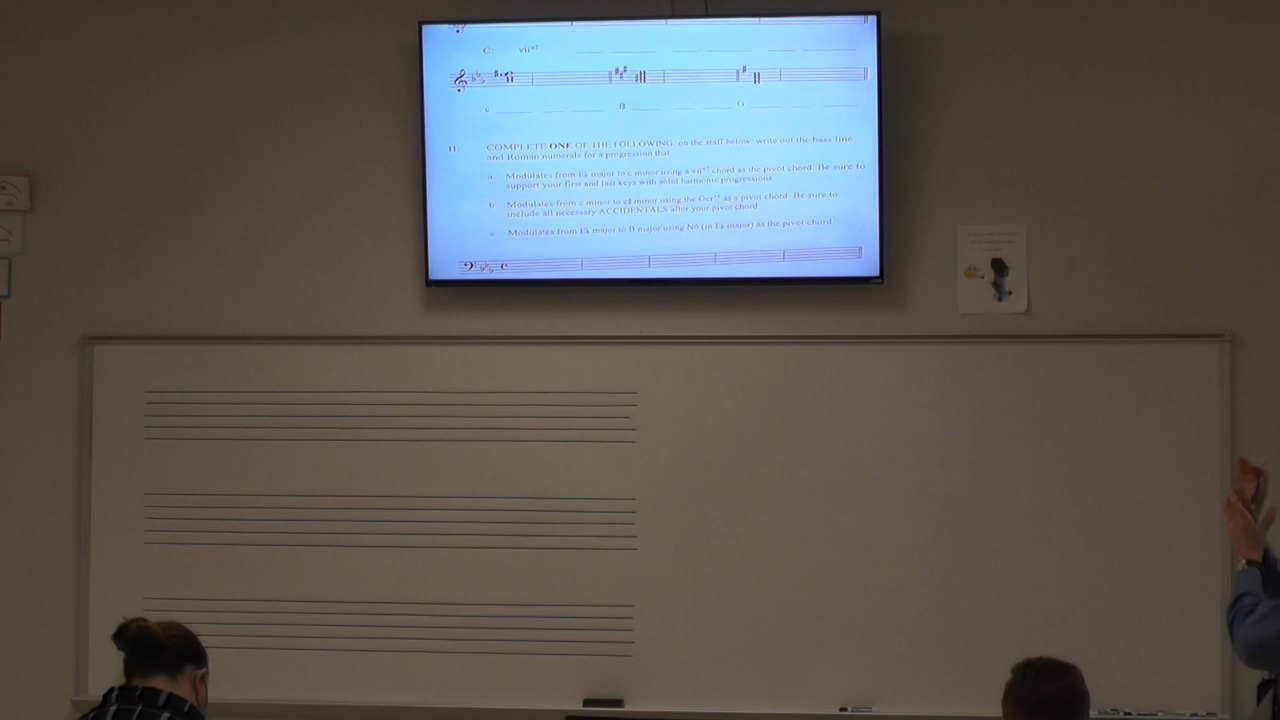 C. vii°⁷
c B G
II. COMPLETE ONE OF THE FOLLOWING: on the staff below, write out the bass line
and Roman numerals for a progression that
a Modulates from E♭ major to c minor using a vii°⁷ chord as the pivot chord. Be sure to
support your first and last keys with solid harmonic progressions
b Modulates from c minor to c♯ minor using the Ger⁺⁶ as a pivot chord. Be sure to
include all necessary ACCIDENTALS after your pivot chord
c Modulates from E♭ major to D major using N6 (in E♭ major) as the pivot chord.